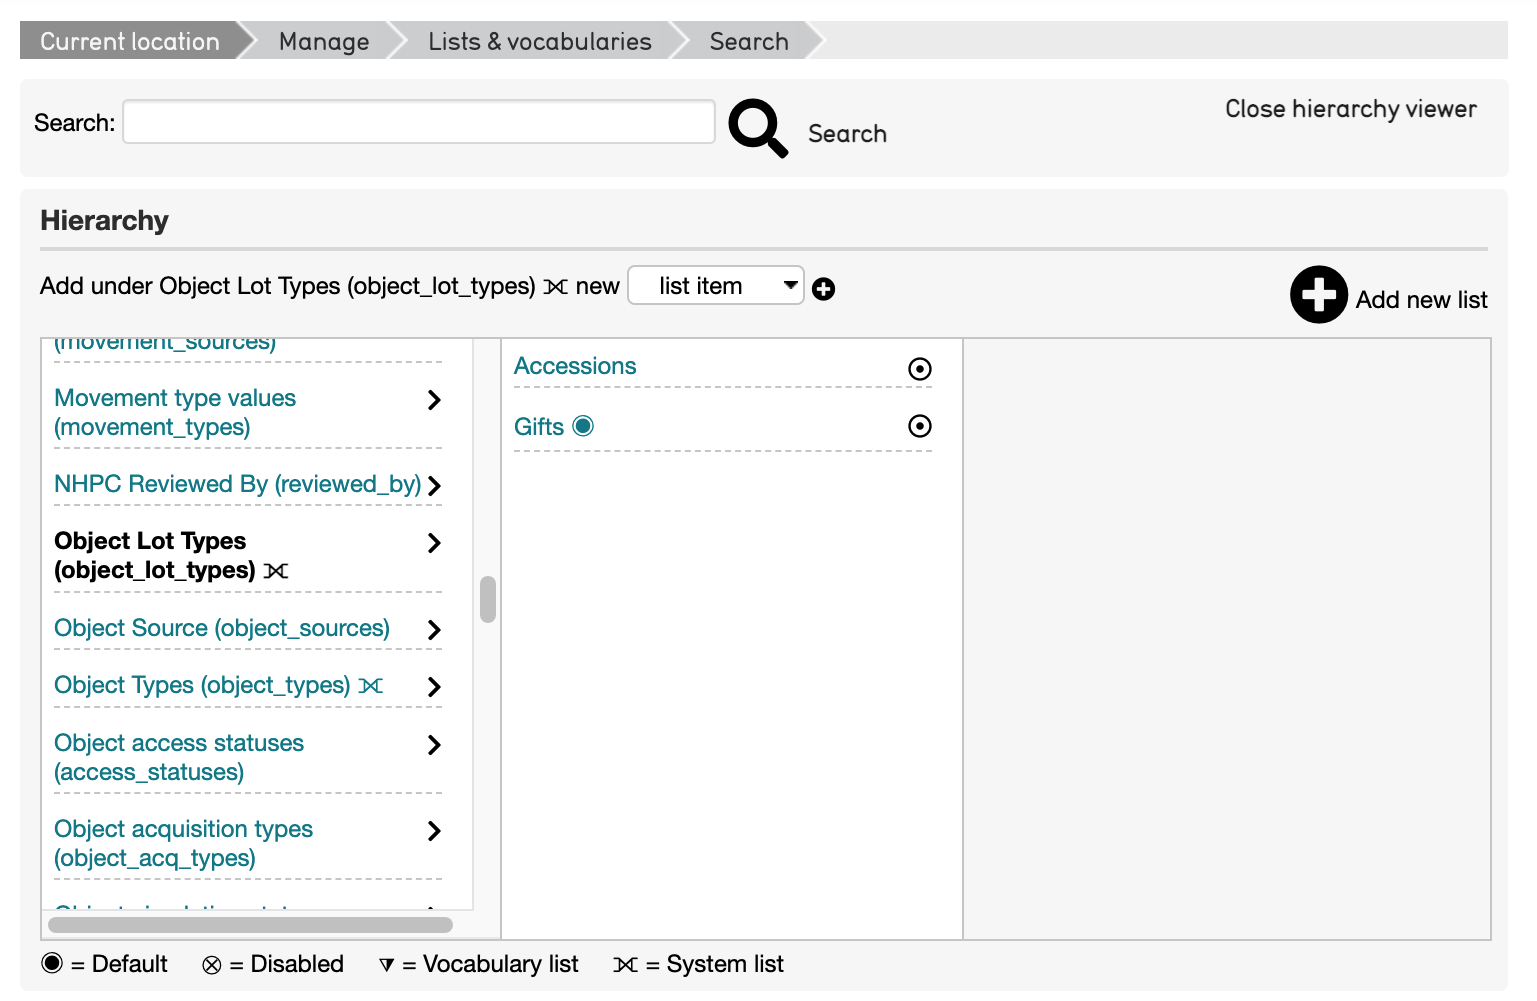 Current location Manage Lists & vocabularies Search
Search: Search Close hierarchy viewer
Hierarchy
Add under Object Lot Types (object_lot_types) new list item Add new list
(movement_sources)
Movement type values
(movement_types)
NHPC Reviewed By (reviewed_by)
Object Lot Types
(object_lot_types)
Object Source (object_sources)
Object Types (object_types)
Object access statuses
(access_statuses)
Object acquisition types
(object_acq_types)
Accessions
Gifts
= Default = Disabled = Vocabulary list = System list